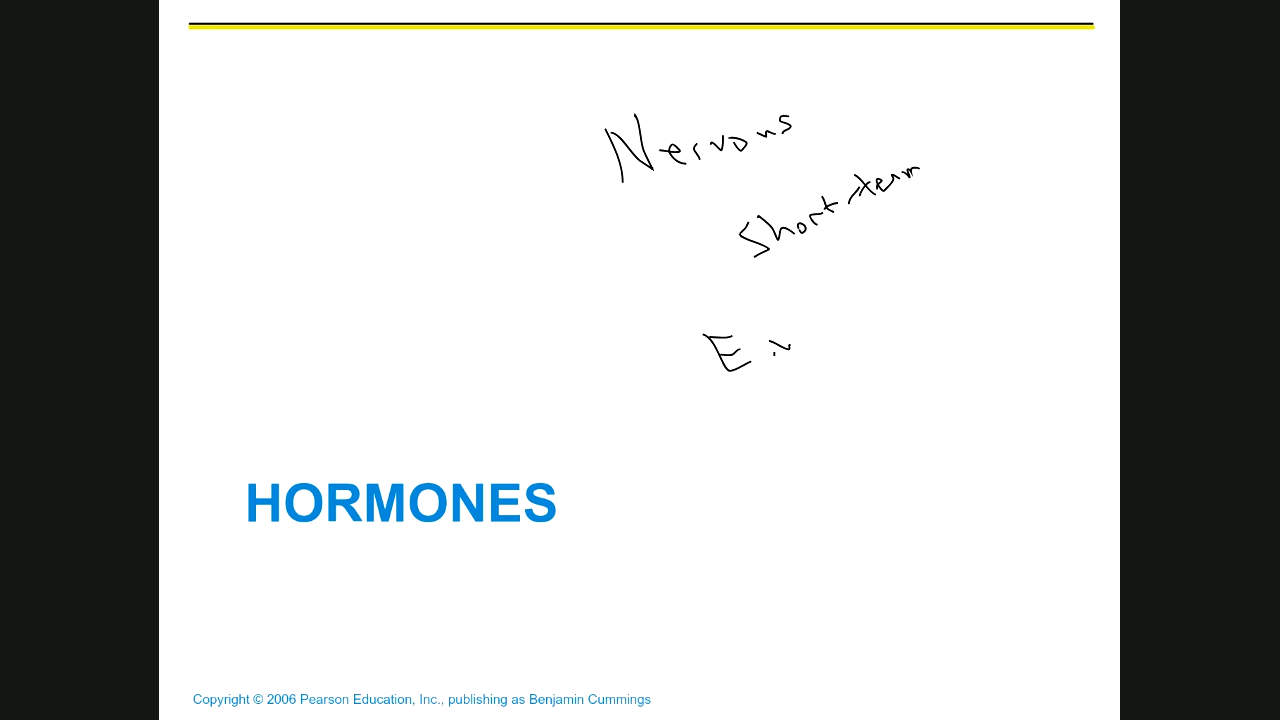 Nervous
Short-term
E
HORMONES
Copyright © 2006 Pearson Education, Inc., publishing as Benjamin Cummings